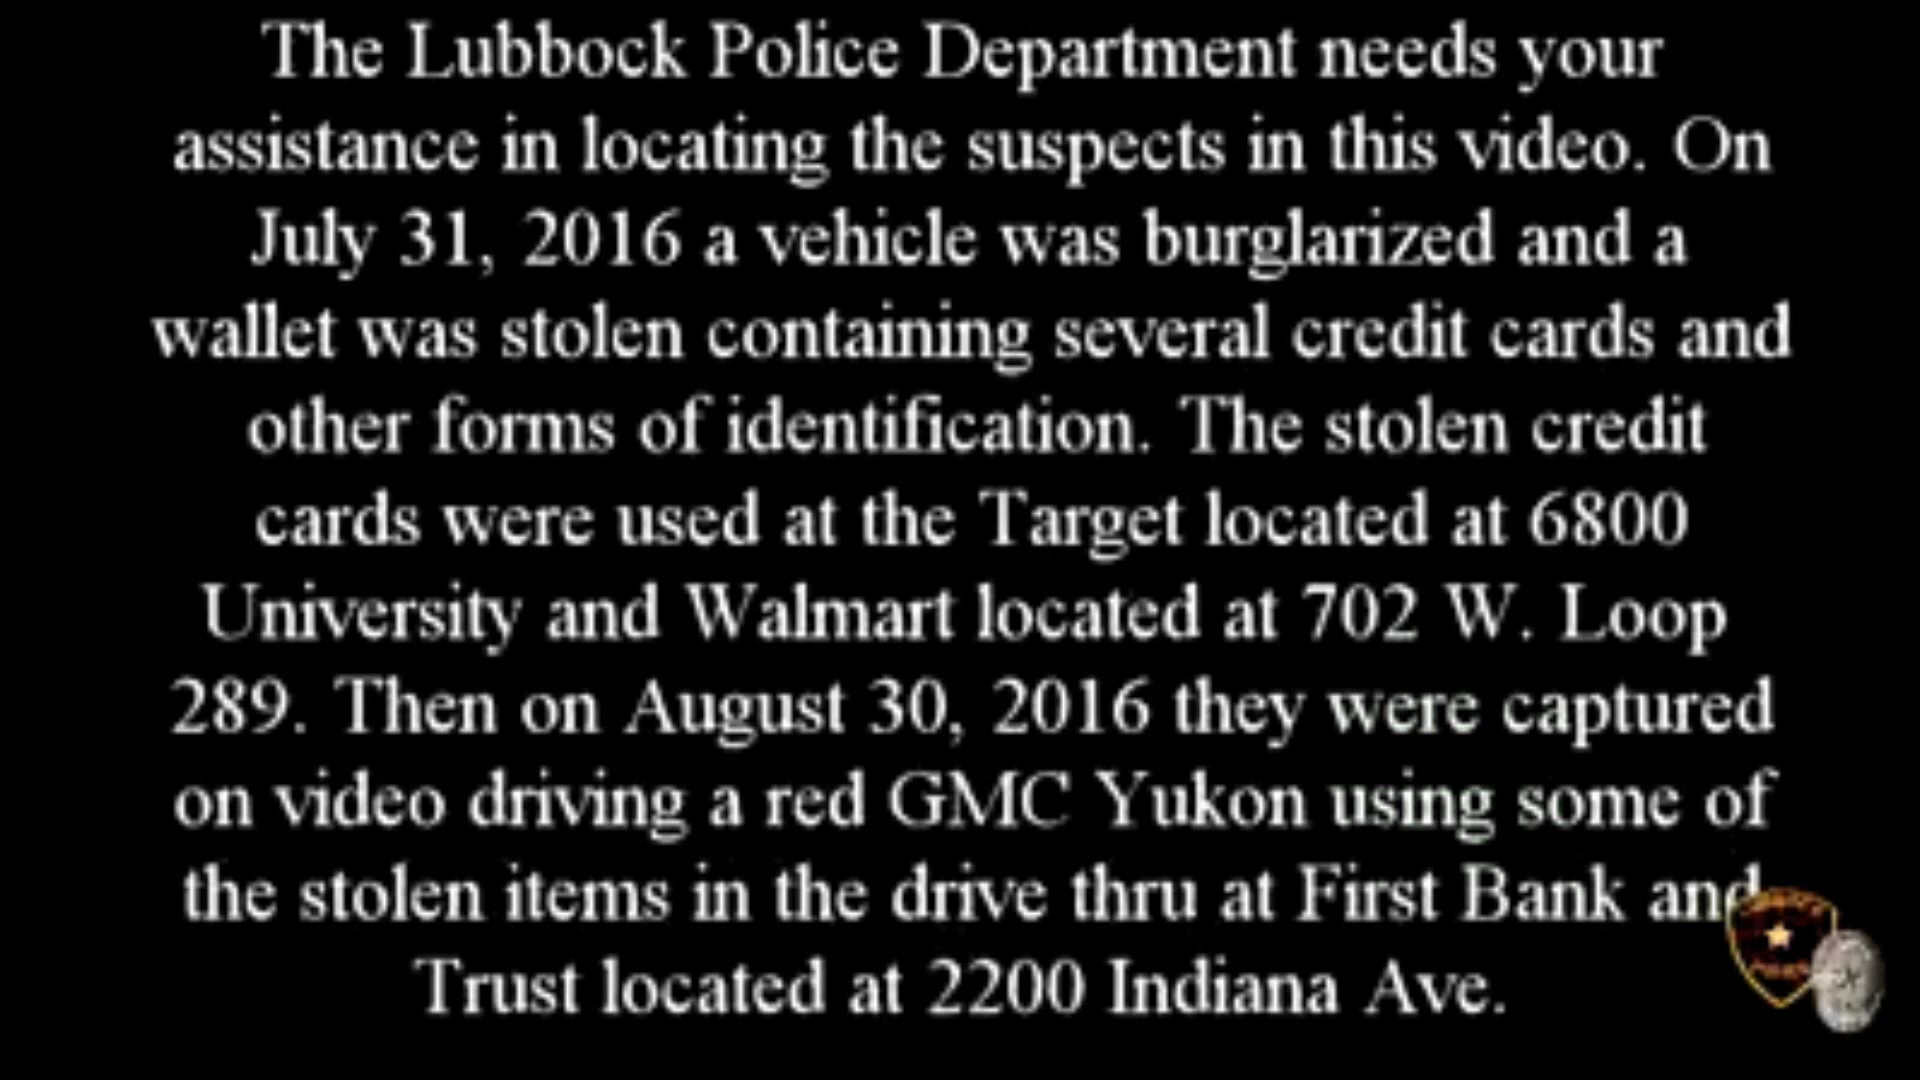 The Lubbock Police Department needs your
assistance in locating the suspects in this video. On
July 31, 2016 a vehicle was burglarized and a
wallet was stolen containing several credit cards and
other forms of identification. The stolen credit
cards were used at the Target located at 6800
University and Walmart located at 702 W. Loop
289. Then on August 30, 2016 they were captured
on video driving a red GMC Yukon using some of
the stolen items in the drive thru at First Bank and
Trust located at 2200 Indiana Ave.